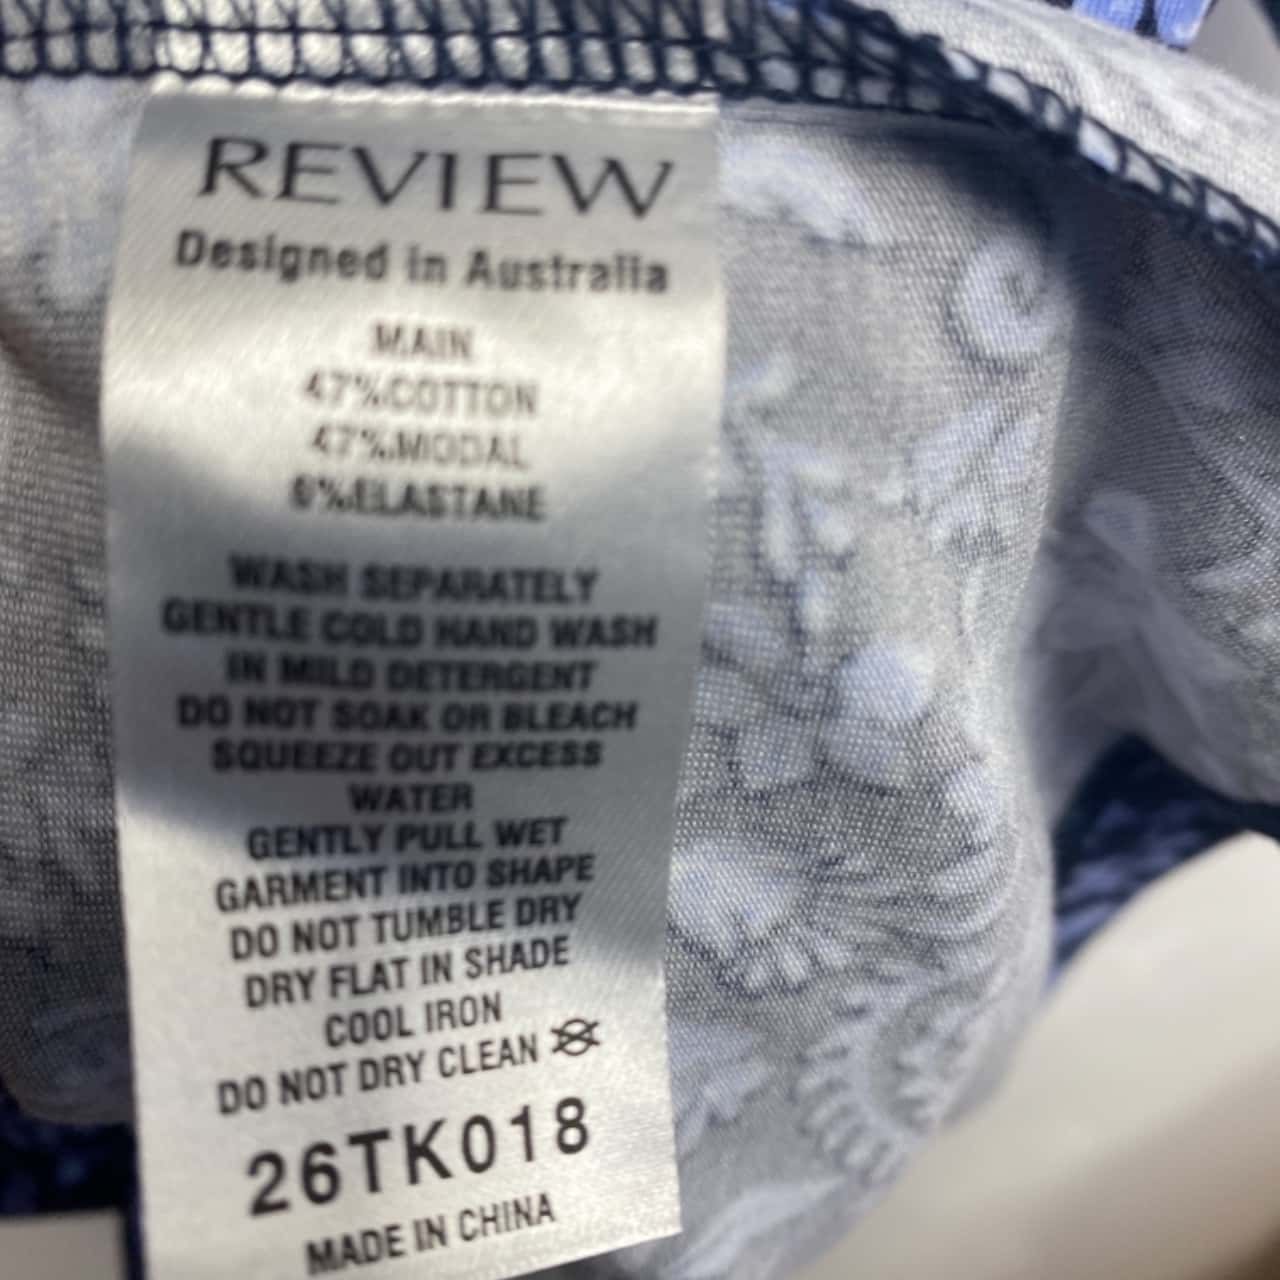 REVIEW
Designed in Australia
MAIN
47%COTTON
47%MODAL
6%ELASTANE
WASH SEPARATELY
GENTLE COLD HAND WASH
IN MILD DETERGENT
DO NOT SOAK OR BLEACH
SQUEEZE OUT EXCESS
WATER
GENTLY PULL WET
GARMENT INTO SHAPE
DO NOT TUMBLE DRY
DRY FLAT IN SHADE
COOL IRON
DO NOT DRY CLEAN
26TK018
MADE IN CHINA